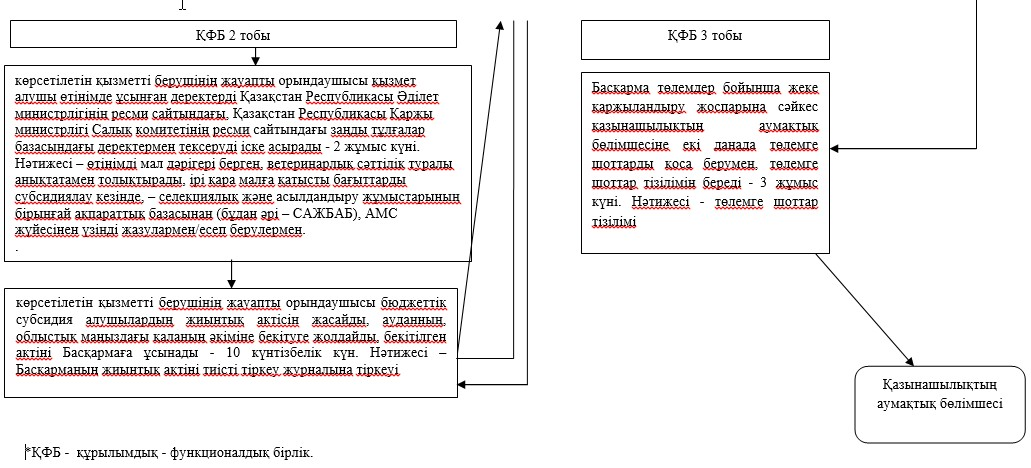 ҚФБ 2 тобы
көрсетілетін қызметті берушінің жауапты орындаушысы қызмет
алушы өтінімде ұсынған деректерді Қазақстан Республикасы Әділет
министрлігінің ресми сайтындағы, Қазақстан Республикасы Қаржы
министрлігі Салық комитетінің ресми сайтындағы заңды тұлғалар
базасындағы деректермен тексеруді іске асырады - 2 жұмыс күні.
Нәтижесі – өтінімді мал дәрігері берген, ветеринарлық сәттілік туралы
анықтамамен толықтырады, ірі қара малға қатысты бағыттарды
субсидиялау кезінде, – селекциялық және асылдандыру жұмыстарының
бірыңғай ақпараттық базасынан (бұдан әрі – САЖБАБ), АМС
жүйесінен үзінді жазулармен/есеп берулермен.
.
көрсетілетін қызметті берушінің жауапты орындаушысы бюджеттік
субсидия алушылардың жиынтық актісін жасайды, ауданның,
облыстық маңыздағы қаланың әкіміне бекітуге жолдайды, бекітілген
актіні Басқармаға ұсынады - 10 күнтізбелік күн. Нәтижесі –
Басқарманың жиынтық актіні тиісті тіркеу журналына тіркеуі
ҚФБ 3 тобы
Басқарма төлемдер бойынша жеке
қаржыландыру жоспарына сәйкес
қазынашылықтың аумақтық
бөлімшесіне екі данада төлемге
шоттарды қоса берумен, төлемге
шоттар тізілімін береді - 3 жұмыс
күні. Нәтижесі - төлемге шоттар
тізілімі
Қазынашылықтың
аумақтық бөлімшесі
*ҚФБ - құрылымдық - функционалдық бірлік.